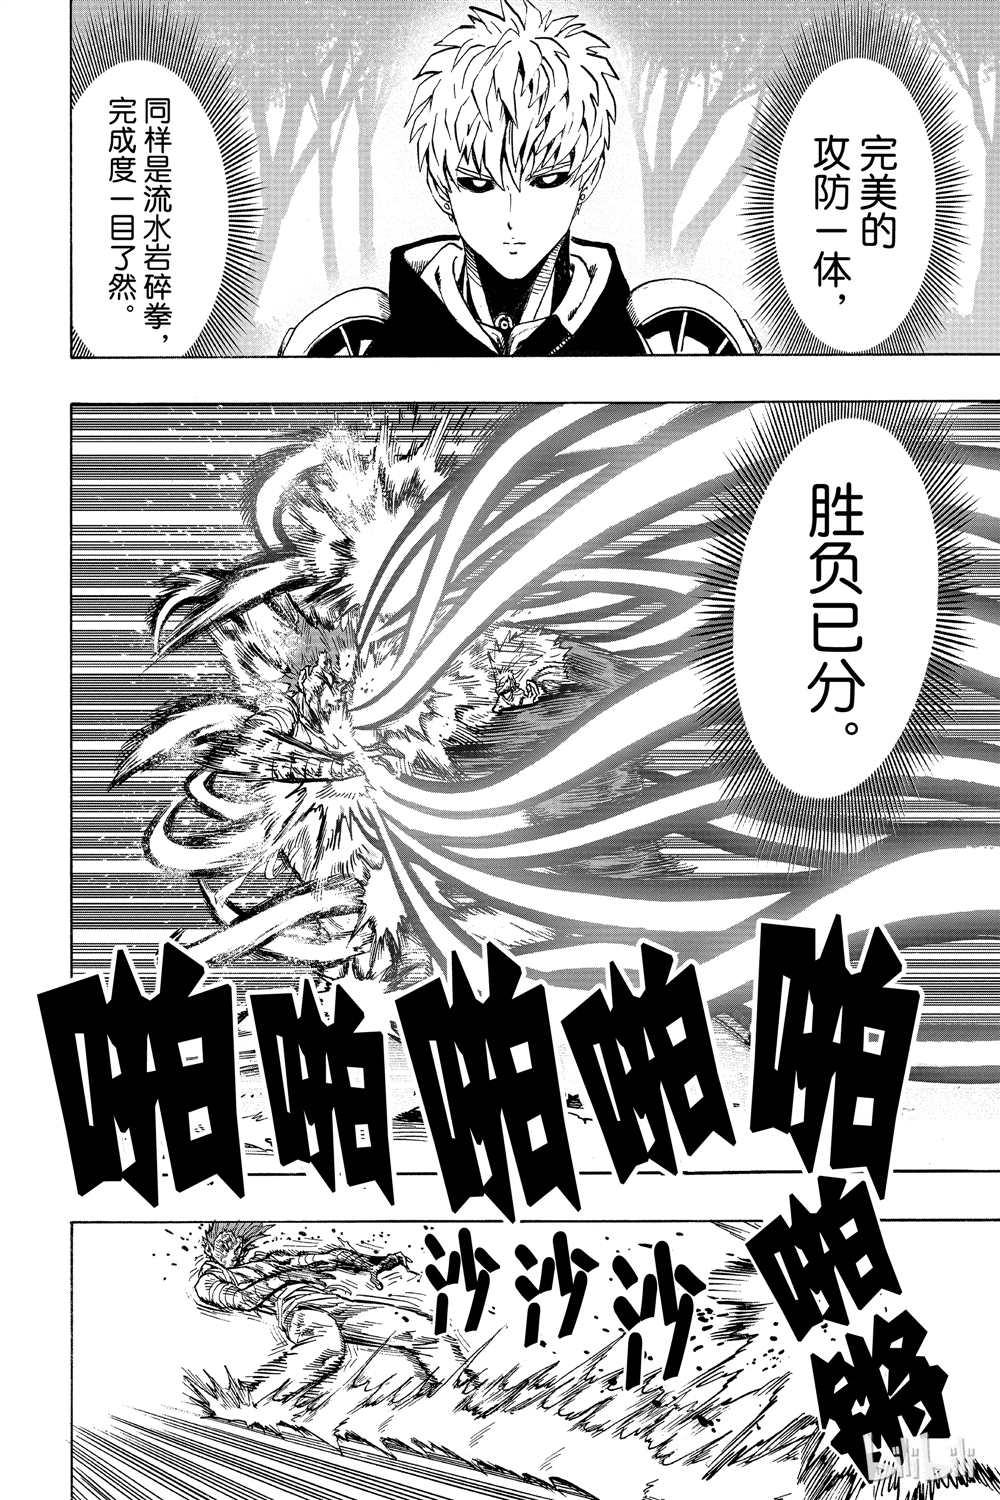 完美的
攻防一体，
同样是流水岩碎拳，
完成度一目了然。
胜负已分。
啪
啪
啪
啪
啪
啪
沙
沙
沙
bilibili